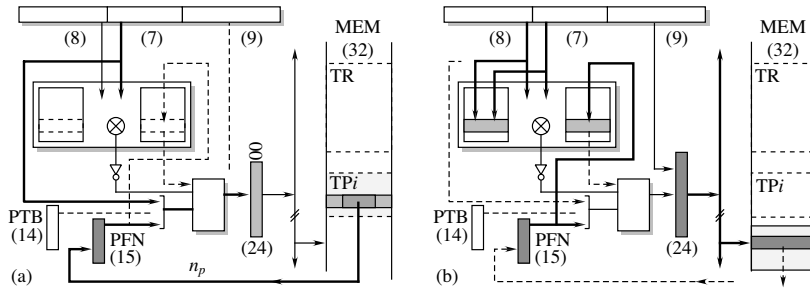 (8) (7) (9) MEM (32)
TR
00
TPi
PTB (14)
PFN (15)
(24)
(a) n_p
(8) (7) (9) MEM (32)
TR
TPi
PTB (14)
PFN (15)
(24)
(b)